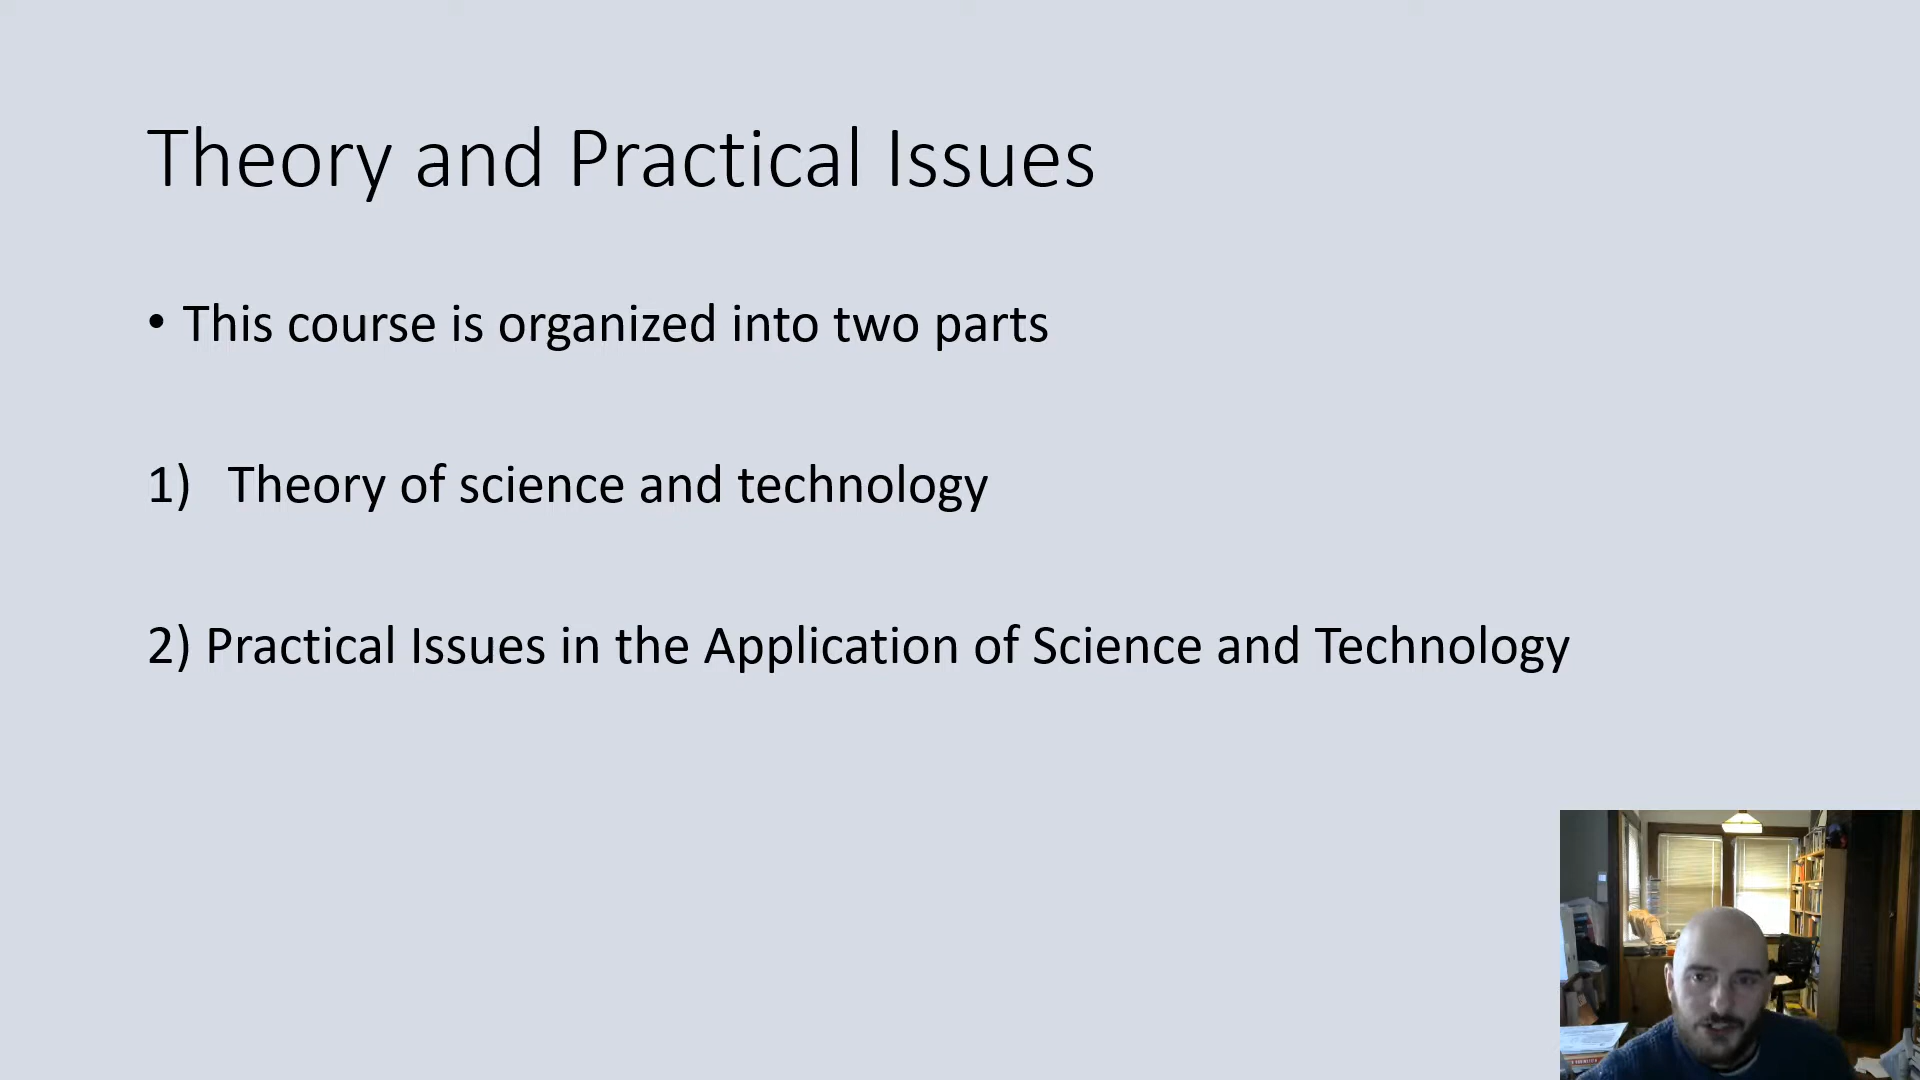 Theory and Practical Issues
• This course is organized into two parts
1) Theory of science and technology
2) Practical Issues in the Application of Science and Technology